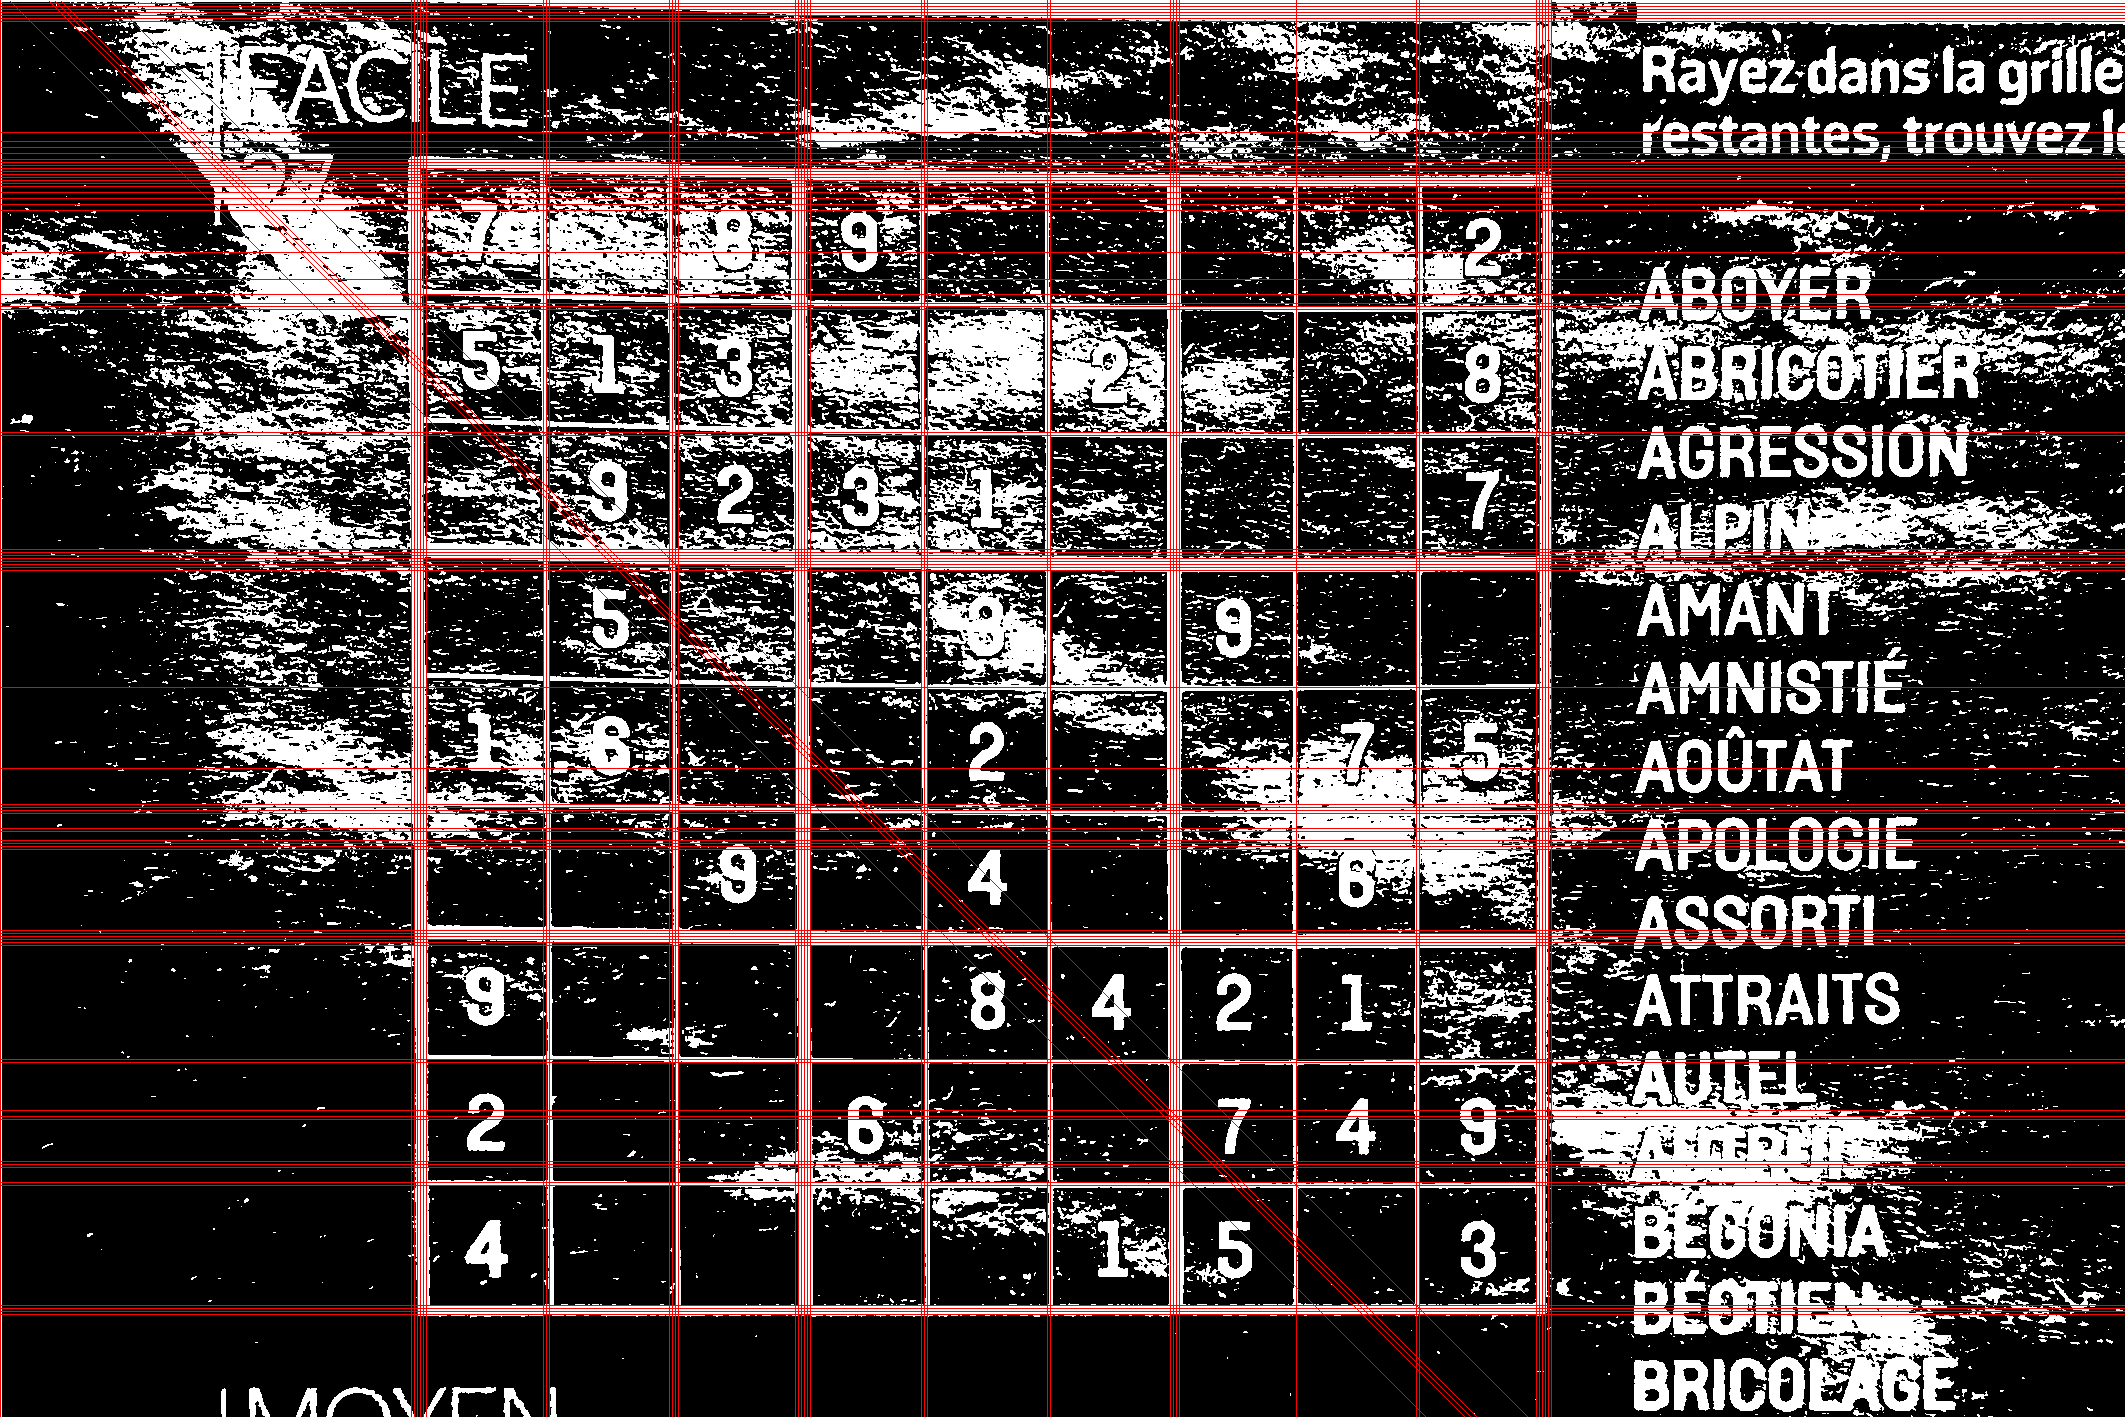 FACILE
27
Rayez dans la grille
restantes, trouvez le
7 8 9 2
5 1 3 2 8
9 2 3 1 7
5 8 9
1 6 2 7 5
9 4 6
9 8 4 2 1
2 6 7 4 9
4 1 5 3
ABOYER
ABRICOTIER
AGRESSION
ALPIN
AMANT
AMNISTIÉ
AOÛTAT
APOLOGIE
ASSORTI
ATTRAITS
AUTEL
AUTRUI
BÉGONIA
BÉOTIEN
BRICOLAGE
MOYEN